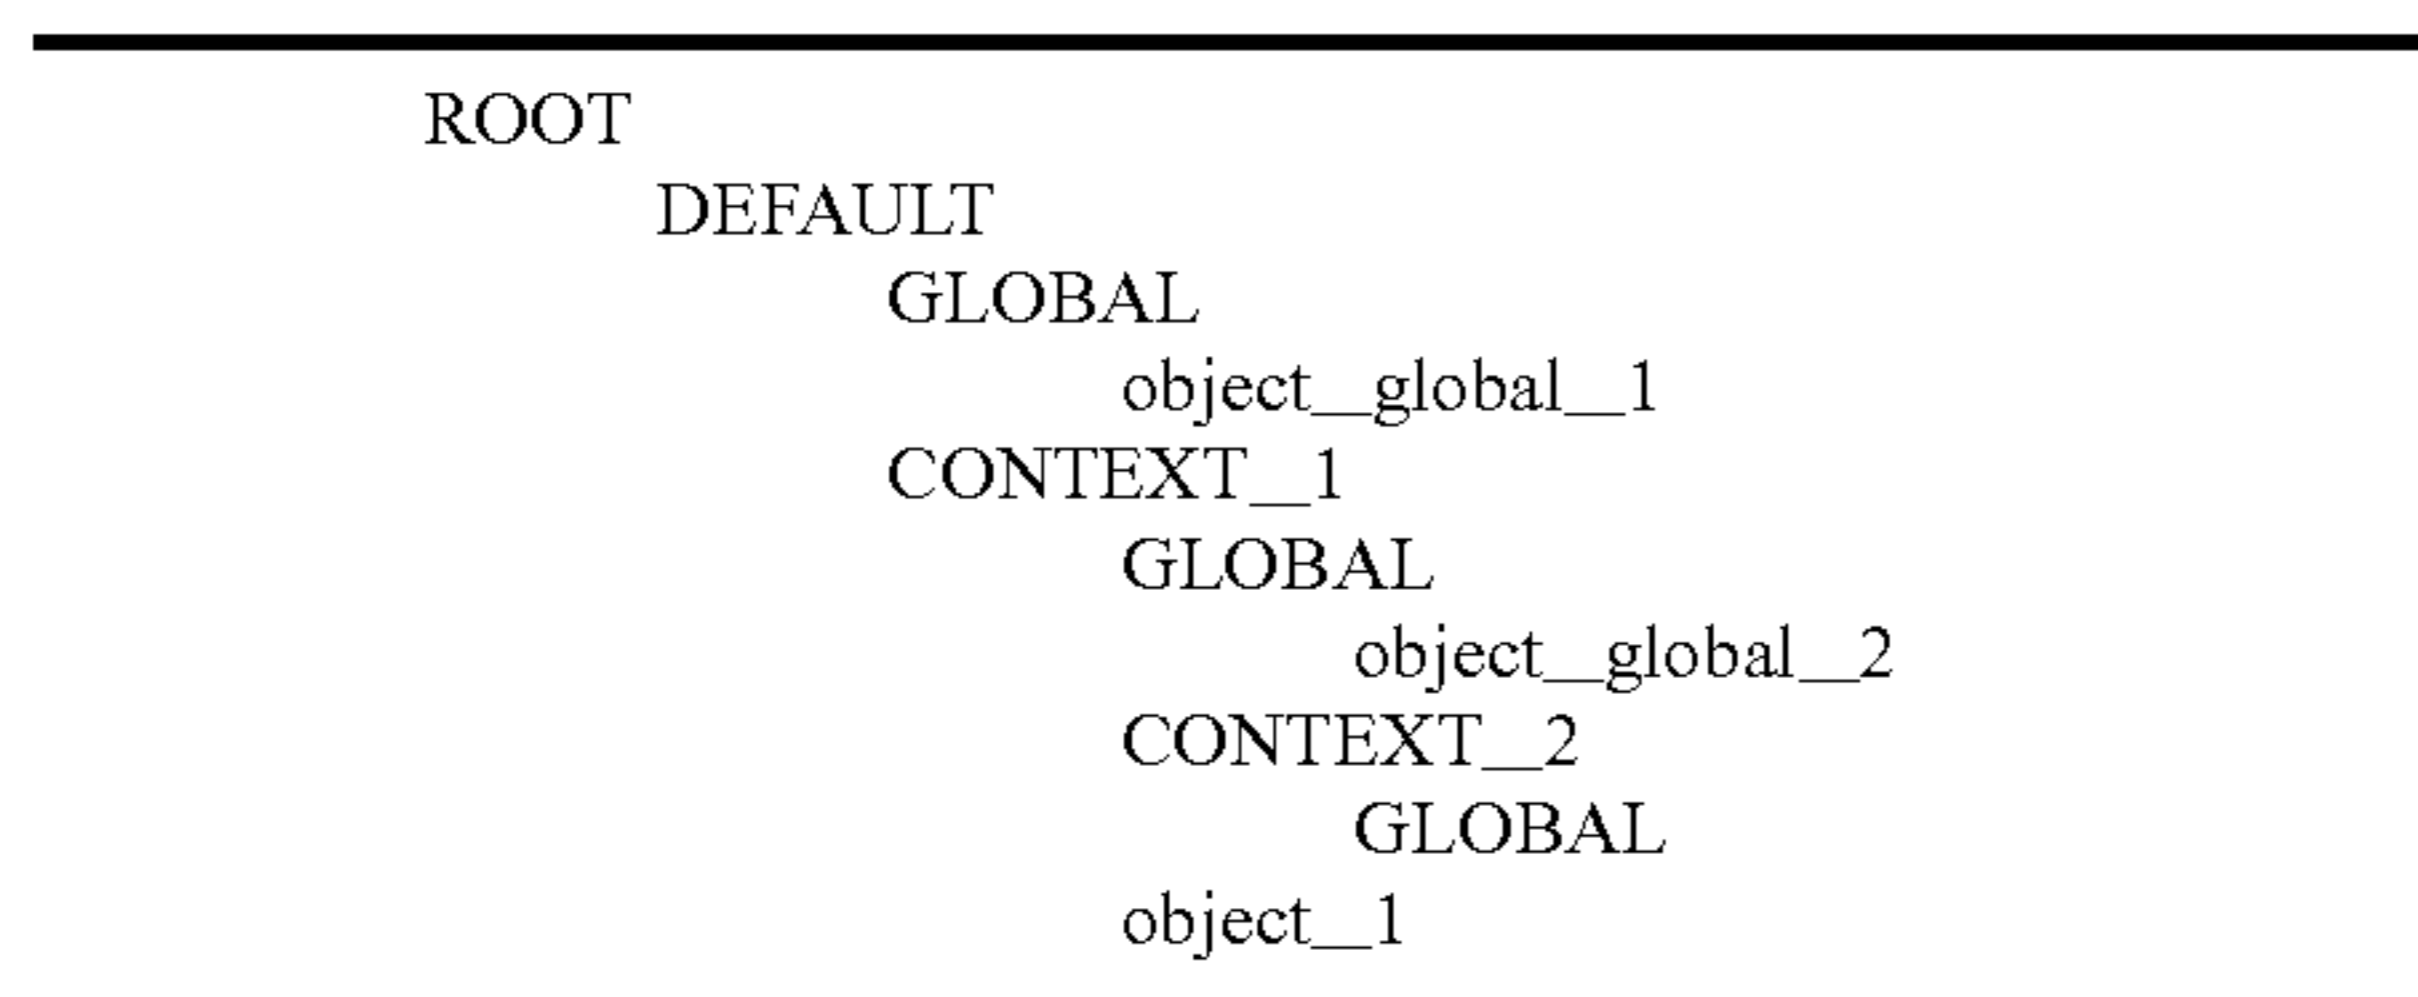 ROOT
DEFAULT
GLOBAL
object_global_1
CONTEXT_1
GLOBAL
object_global_2
CONTEXT_2
GLOBAL
object_1